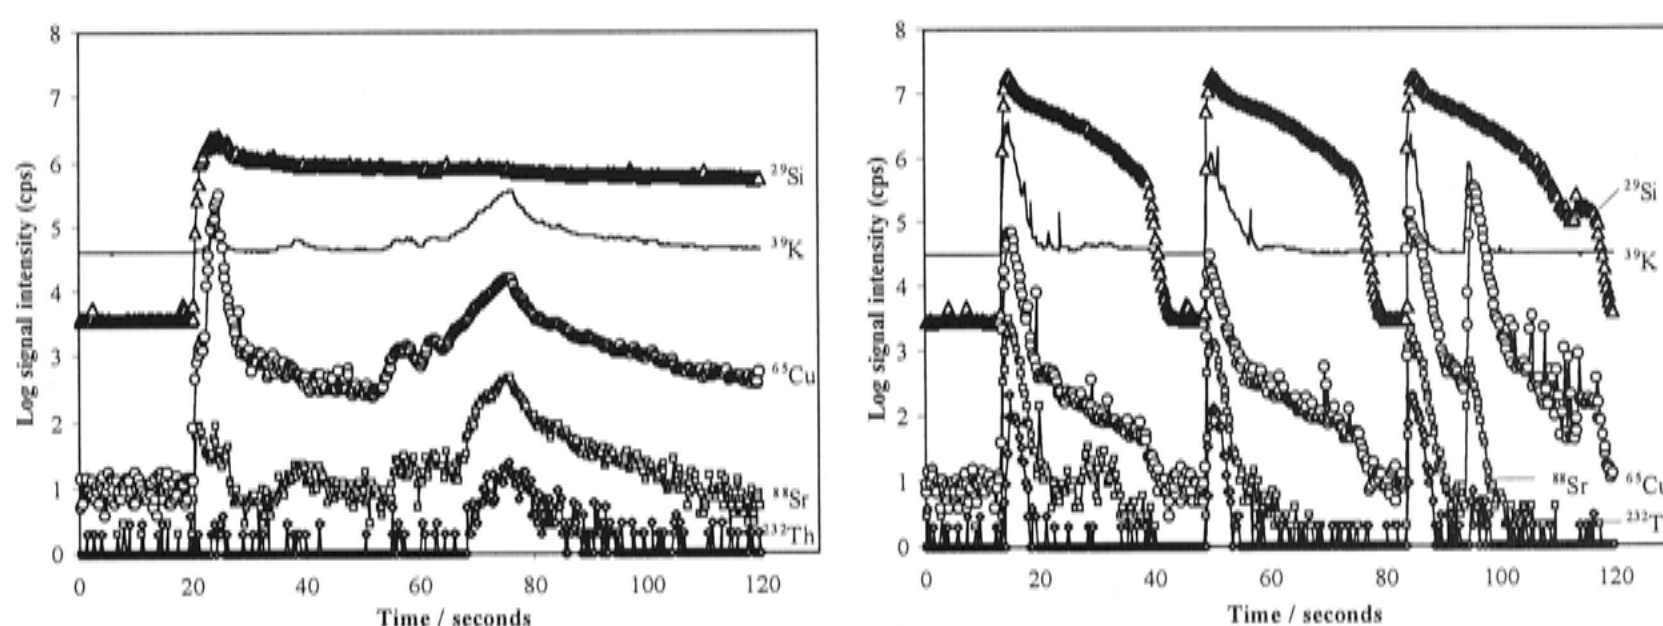 8
7
6
5
4
3
2
1
0
Log signal intensity (cps)
²⁹Si
³⁹K
⁶⁵Cu
⁸⁸Sr
²³²Th
0 20 40 60 80 100 120
Time / seconds
8
7
6
5
4
3
2
1
0
Log signal intensity (cps)
²⁹Si
³⁹K
⁸⁸Sr ⁶⁵Cu
²³²T
0 20 40 60 80 100 120
Time / seconds